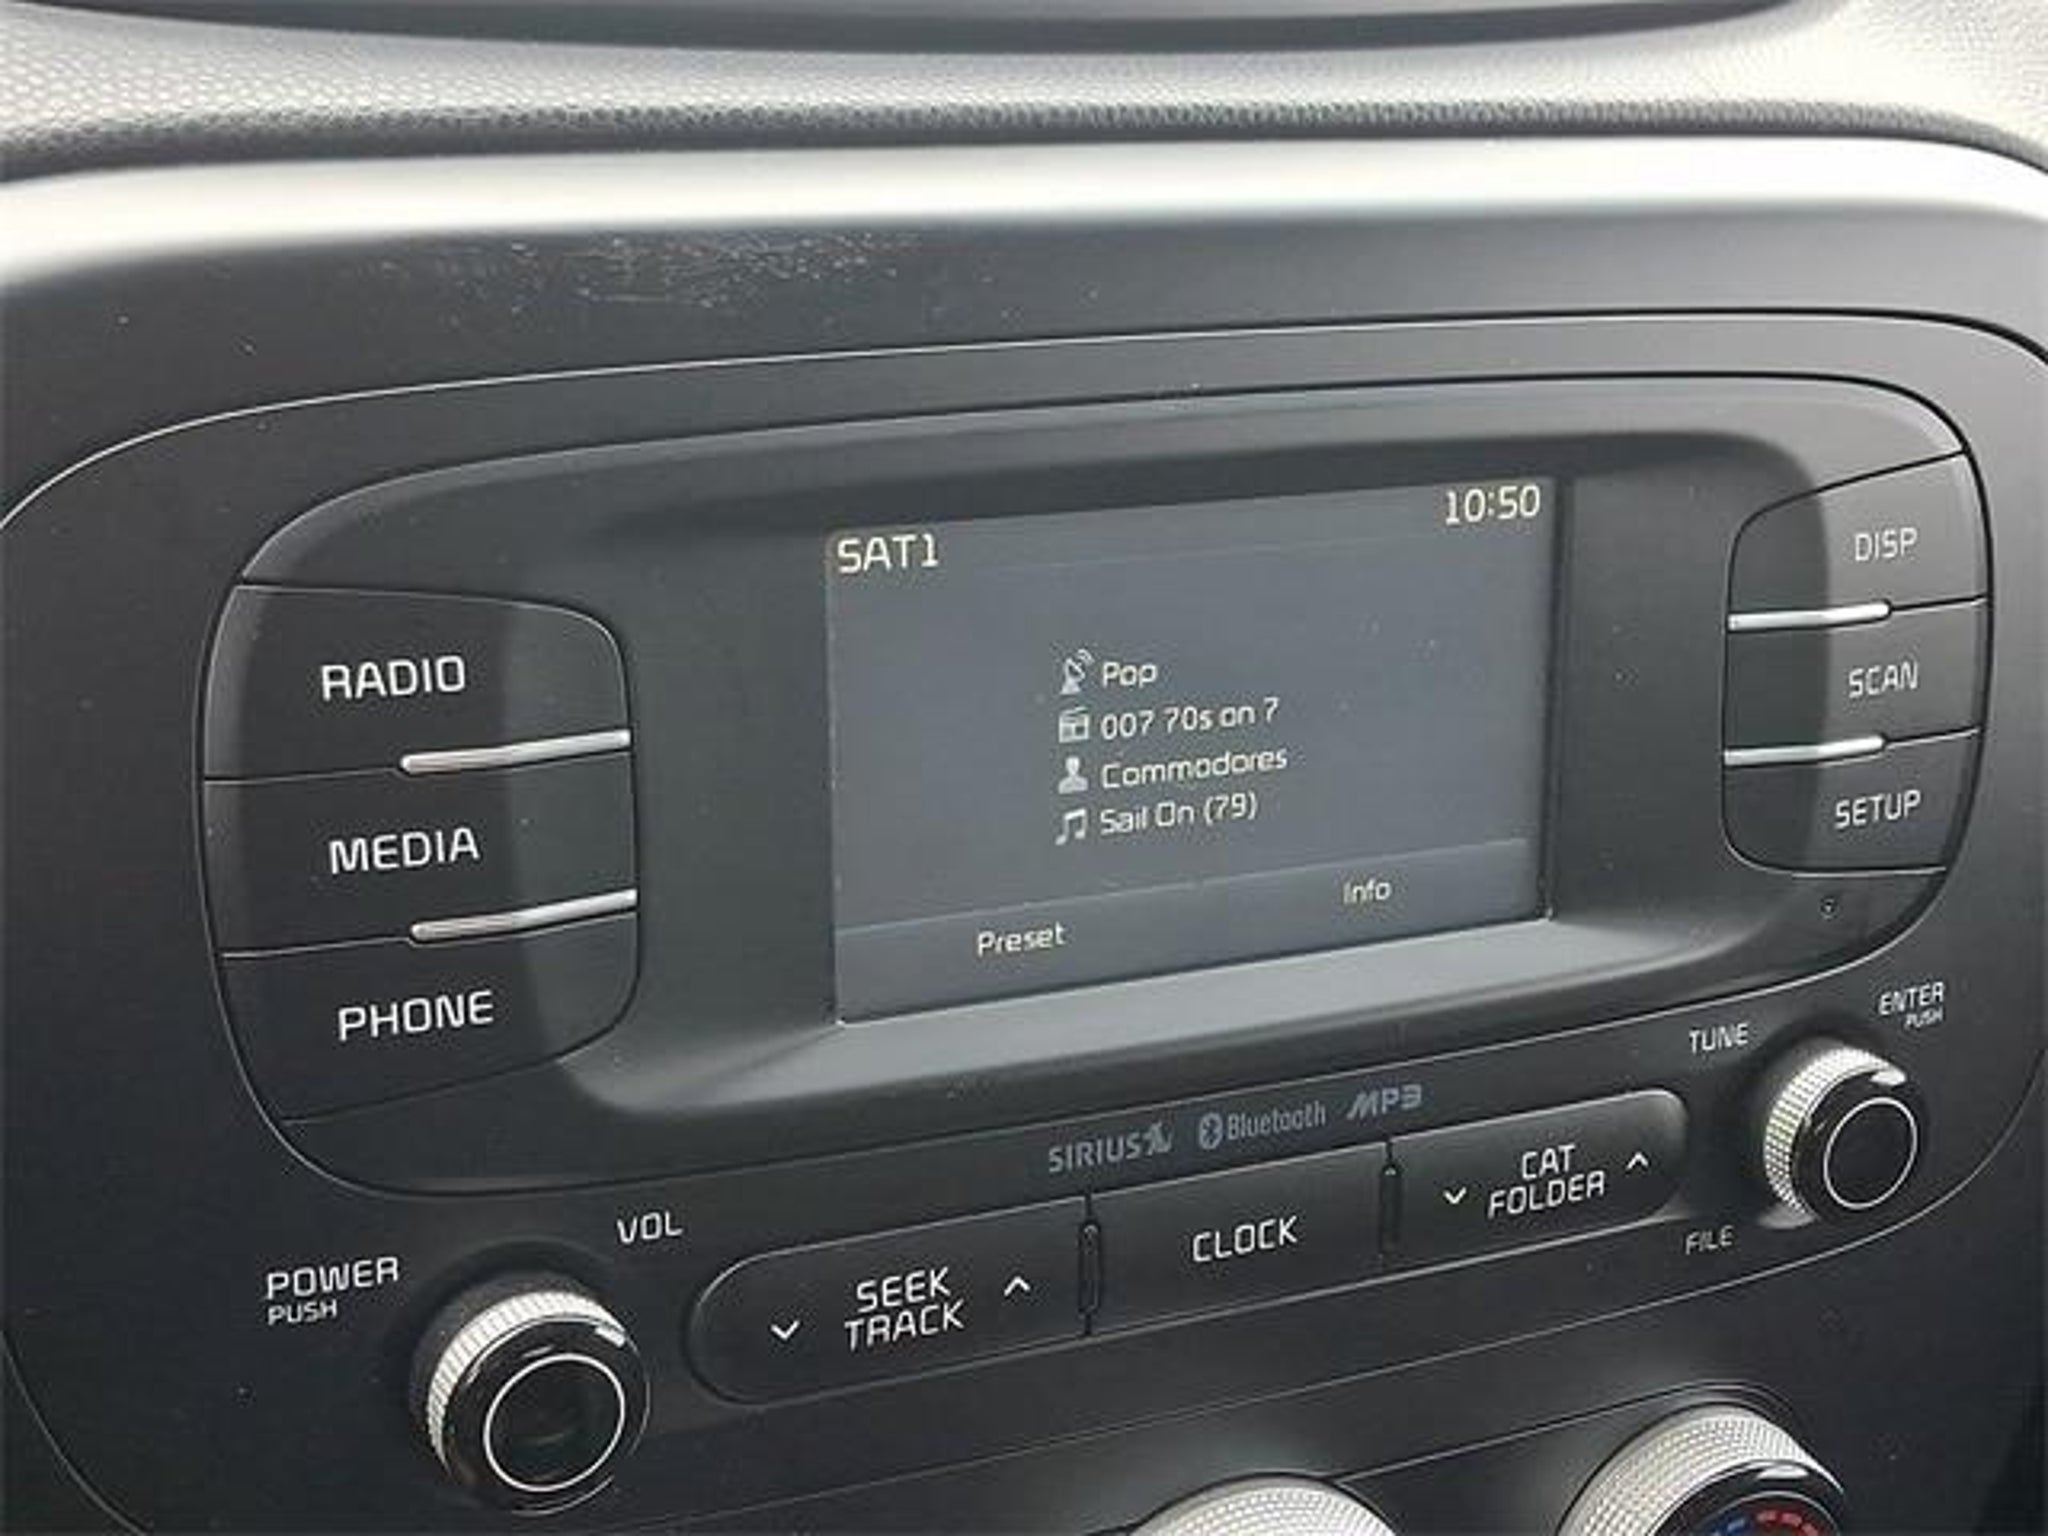 10:50
SAT1
DISP
RADIO
Pop
SCAN
007 70s on 7
Commodores
MEDIA
Sail On (79)
SETUP
Info
Preset
PHONE
ENTER
PUSH
TUNE
SIRIUS Bluetooth MP3
CAT
FOLDER
VOL
CLOCK
FILE
POWER
PUSH
SEEK
TRACK